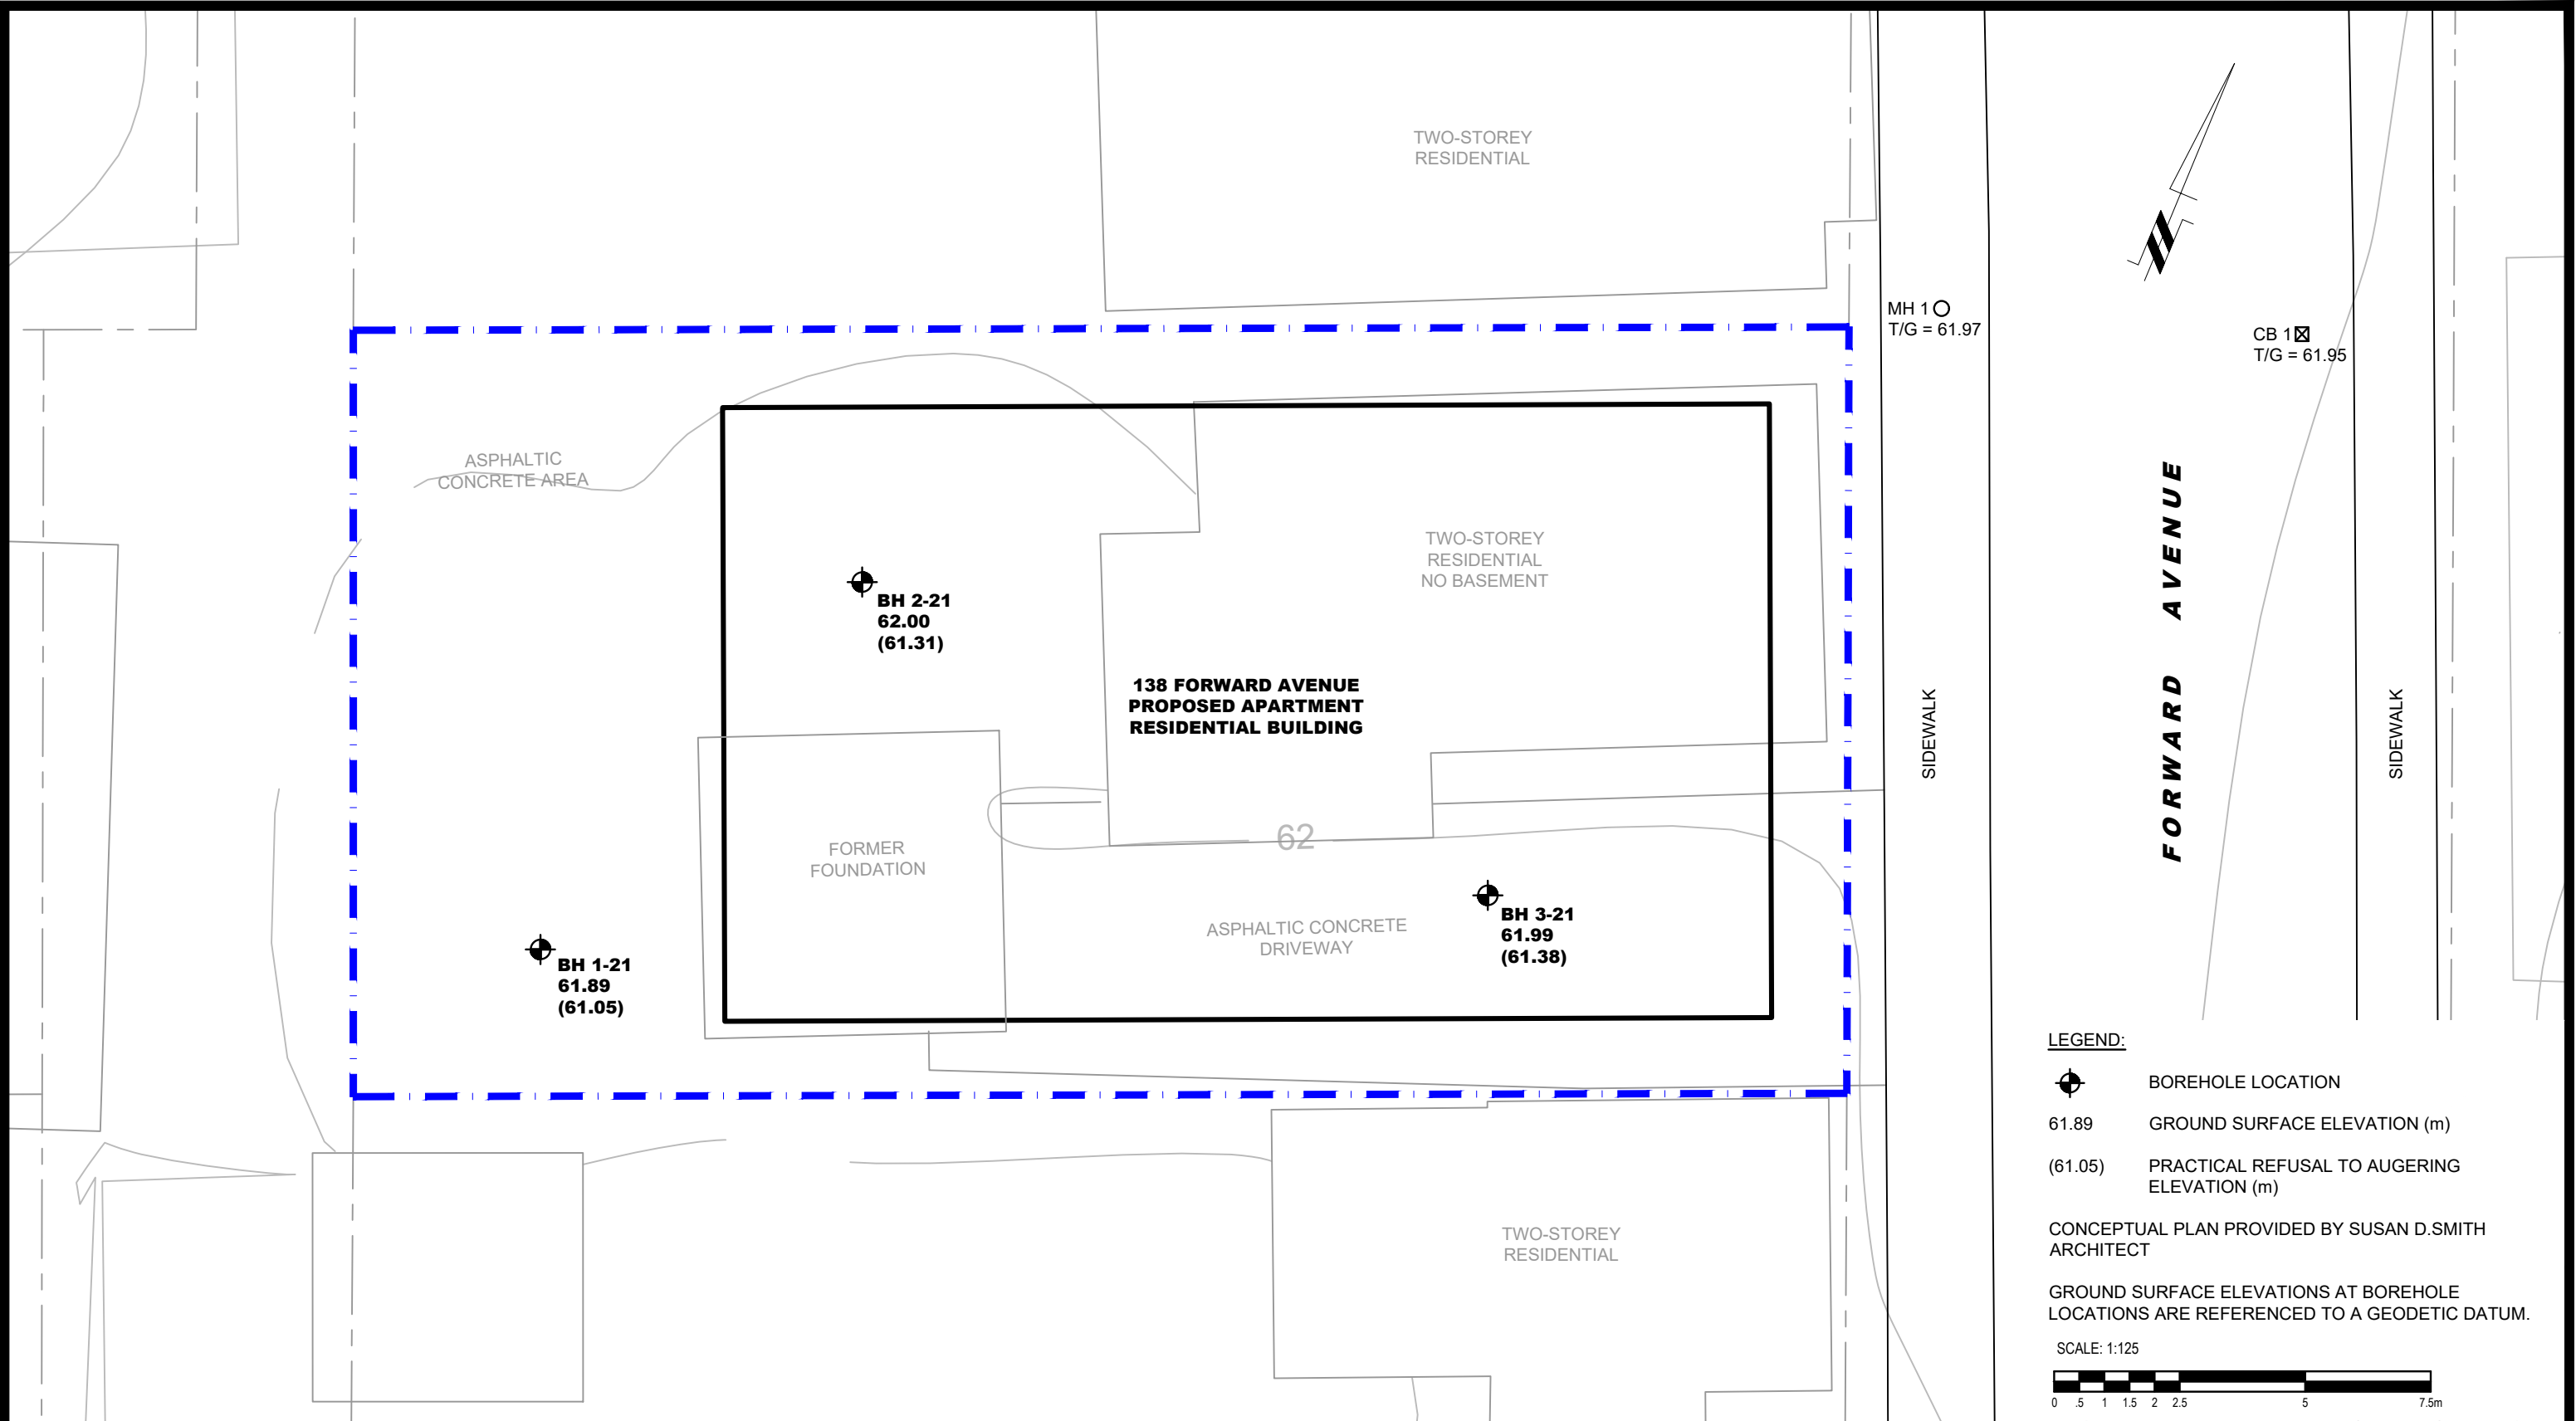 TWO-STOREY
RESIDENTIAL
MH 1
T/G = 61.97
CB 1
T/G = 61.95
ASPHALTIC
CONCRETE AREA
TWO-STOREY
RESIDENTIAL
NO BASEMENT
BH 2-21
62.00
(61.31)
138 FORWARD AVENUE
PROPOSED APARTMENT
RESIDENTIAL BUILDING
SIDEWALK
FORWARD AVENUE
SIDEWALK
FORMER
FOUNDATION
62
ASPHALTIC CONCRETE
DRIVEWAY
BH 3-21
61.99
(61.38)
BH 1-21
61.89
(61.05)
TWO-STOREY
RESIDENTIAL
LEGEND:
BOREHOLE LOCATION
61.89 GROUND SURFACE ELEVATION (m)
(61.05) PRACTICAL REFUSAL TO AUGERING
ELEVATION (m)
CONCEPTUAL PLAN PROVIDED BY SUSAN D.SMITH
ARCHITECT
GROUND SURFACE ELEVATIONS AT BOREHOLE
LOCATIONS ARE REFERENCED TO A GEODETIC DATUM.
SCALE: 1:125
0 .5 1 1.5 2 2.5 5 7.5m